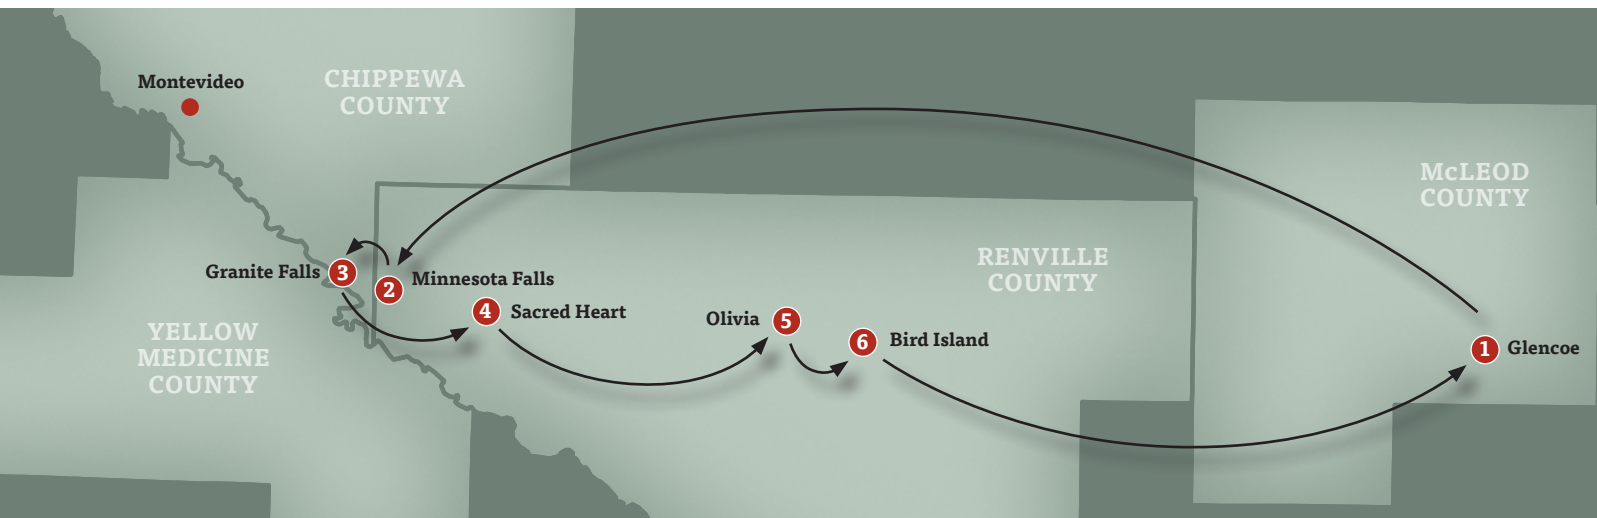 Montevideo
CHIPPEWA
COUNTY
McLEOD
COUNTY
RENVILLE
COUNTY
Granite Falls 3
2 Minnesota Falls
4 Sacred Heart
Olivia 5
6 Bird Island
1 Glencoe
YELLOW
MEDICINE
COUNTY